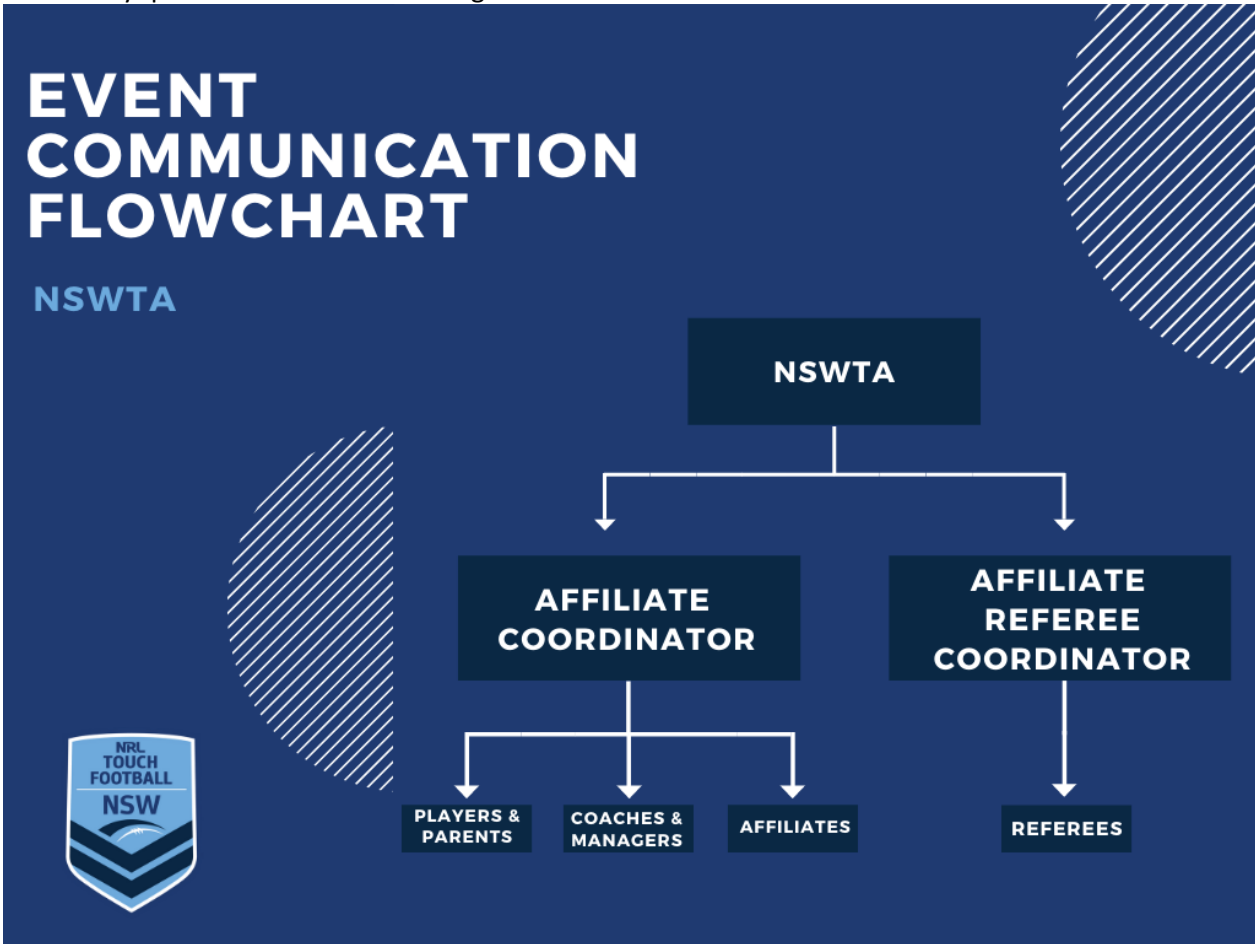 EVENT
COMMUNICATION
FLOWCHART
NSWTA
NSWTA
AFFILIATE
COORDINATOR
AFFILIATE
REFEREE
COORDINATOR
PLAYERS &
PARENTS
COACHES &
MANAGERS
AFFILIATES
REFEREES
NRL
TOUCH
FOOTBALL
NSW